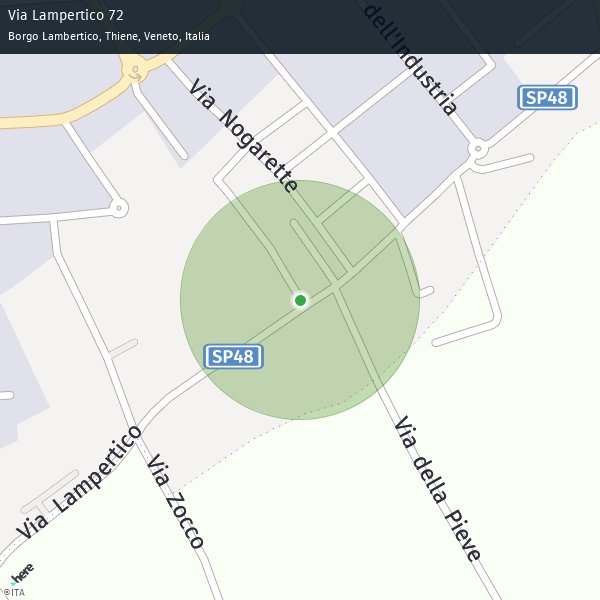 Via Lampertico 72
Borgo Lambertico, Thiene, Veneto, Italia
dell'Industria
SP48
Via Nogarette
SP48
Via Lampertico
Via Zocco
Via della Pieve
here
©ITA